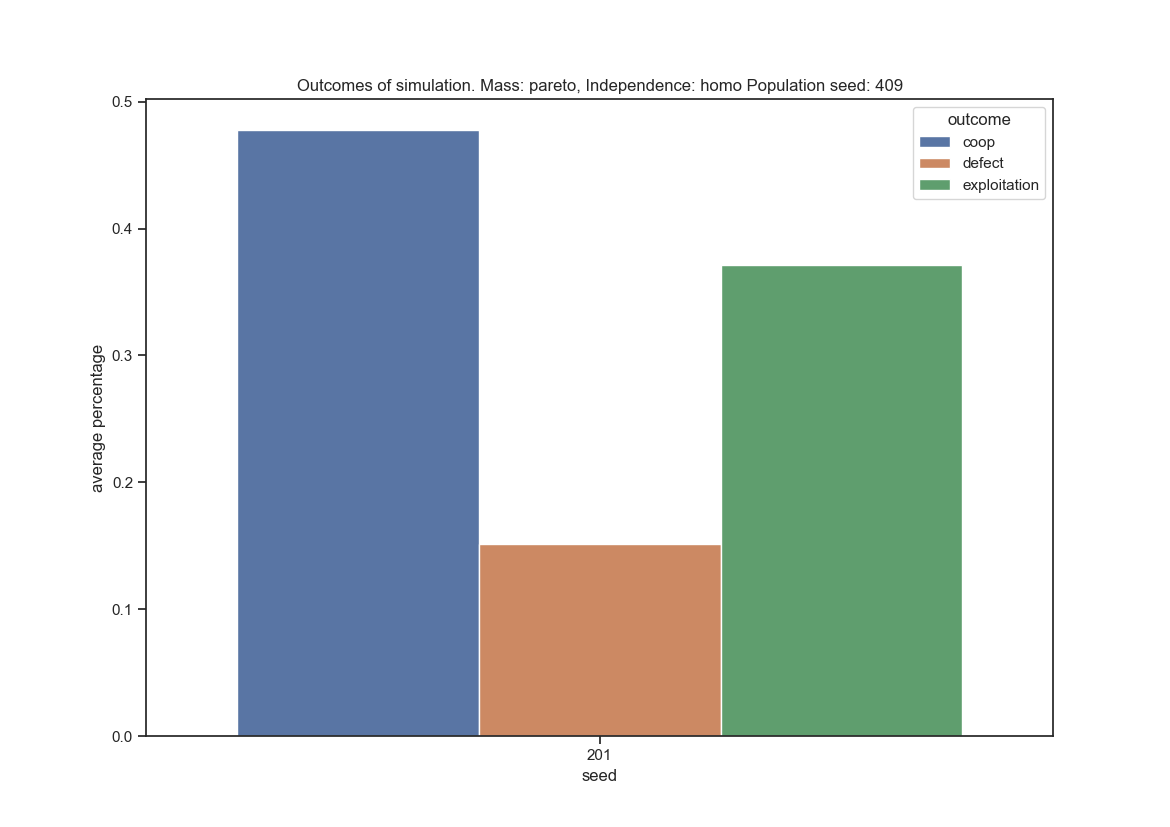 Outcomes of simulation. Mass: pareto, Independence: homo Population seed: 409
outcome
coop
defect
exploitation
average percentage
0.5
0.4
0.3
0.2
0.1
0.0
201
seed